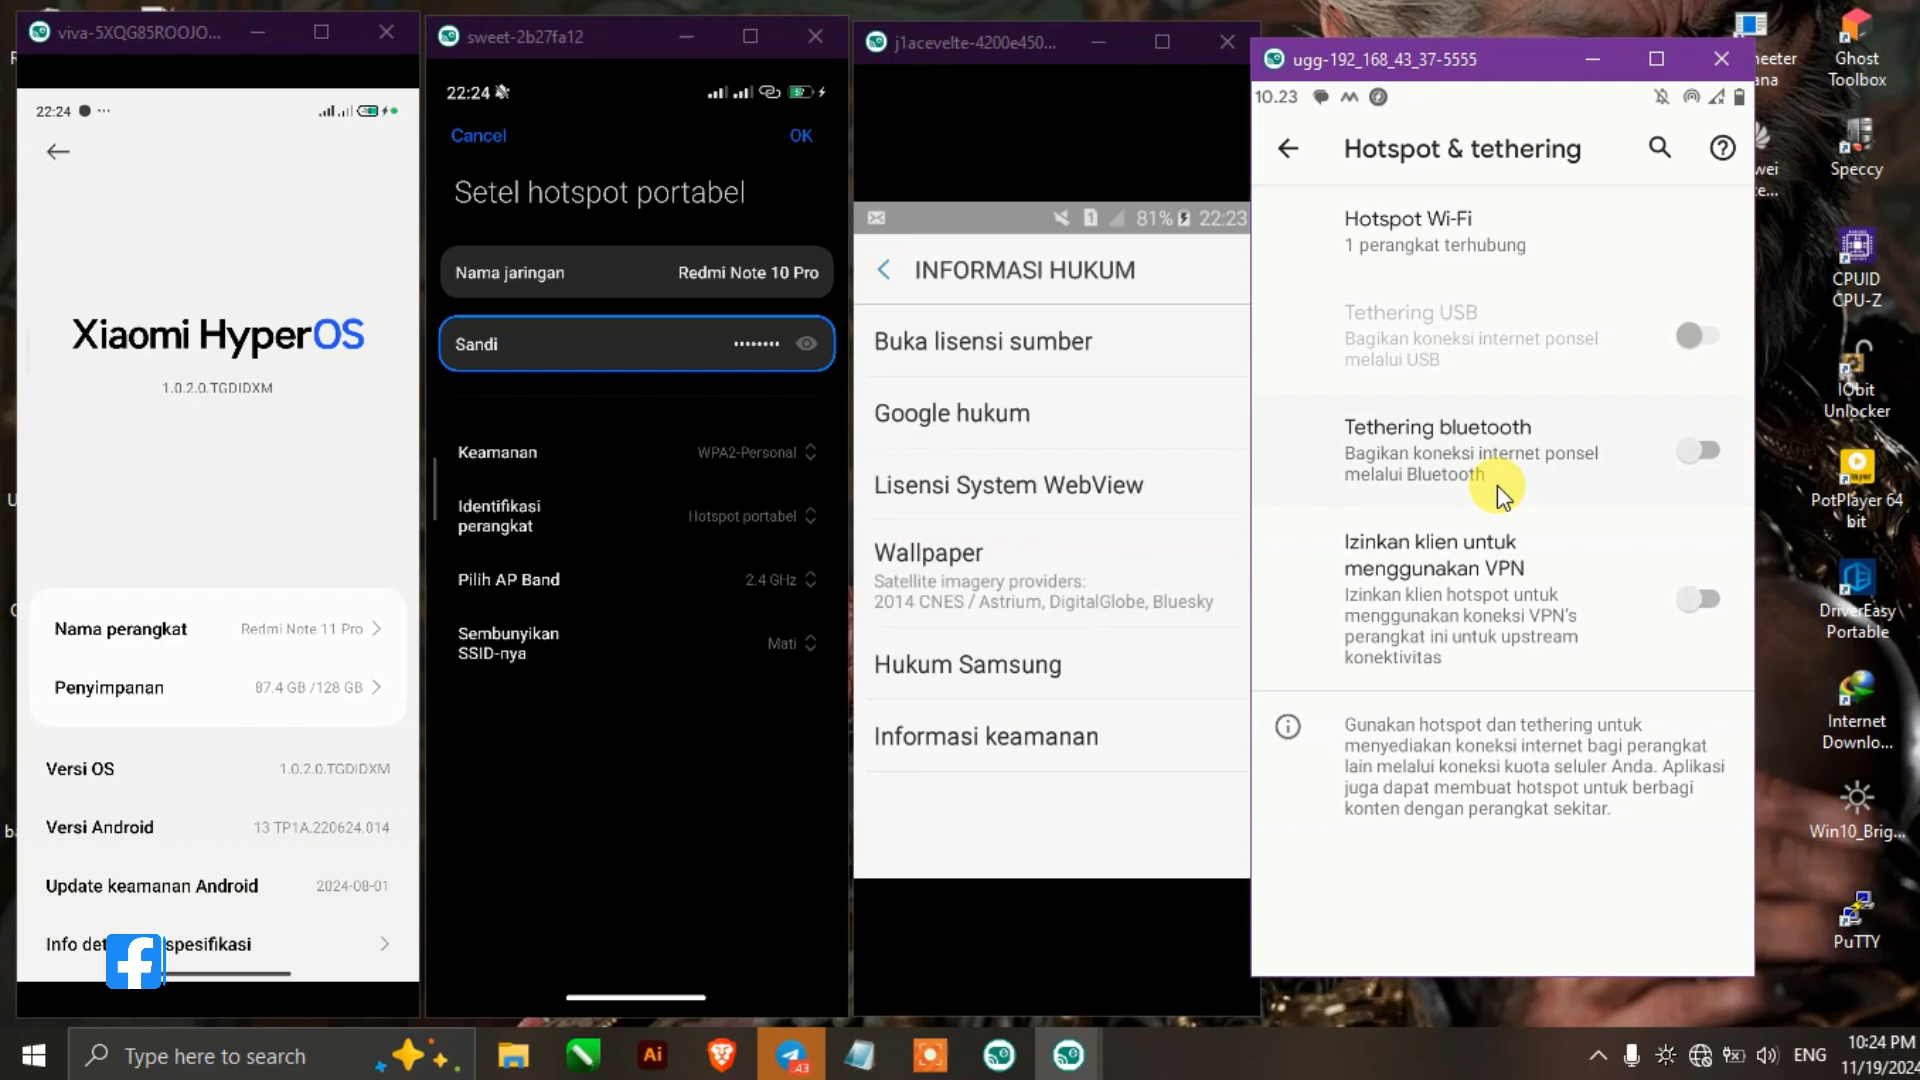 viva-5XQG85ROOJO...
22:24
Xiaomi HyperOS
1.0.2.0.TGDIDXM
Nama perangkat
Redmi Note 11 Pro
Penyimpanan
87.4 GB /128 GB
Versi OS
1.0.2.0.TGDIDXM
Versi Android
13 TP1A.220624.014
Update keamanan Android
2024-08-01
Info det
spesifikasi
sweet-2b27fa12
22:24
57
Cancel
OK
Setel hotspot portabel
Nama jaringan
Redmi Note 10 Pro
Sandi
••••••••
Keamanan
WPA2-Personal
Identifikasi
perangkat
Hotspot portabel
Pilih AP Band
2.4 GHz
Sembunyikan
SSID-nya
Mati
j1acevelte-4200e450...
1
81%
22:23
INFORMASI HUKUM
Buka lisensi sumber
Google hukum
Lisensi System WebView
Wallpaper
Satellite imagery providers:
2014 CNES / Astrium, DigitalGlobe, Bluesky
Hukum Samsung
Informasi keamanan
ugg-192_168_43_37-5555
10.23
Hotspot & tethering
Hotspot Wi-Fi
1 perangkat terhubung
Tethering USB
Bagikan koneksi internet ponsel
melalui USB
Tethering bluetooth
Bagikan koneksi internet ponsel
melalui Bluetooth
Izinkan klien untuk
menggunakan VPN
Izinkan klien hotspot untuk
menggunakan koneksi VPN's
perangkat ini untuk upstream
konektivitas
Gunakan hotspot dan tethering untuk
menyediakan koneksi internet bagi perangkat
lain melalui koneksi kuota seluler Anda. Aplikasi
juga dapat membuat hotspot untuk berbagi
konten dengan perangkat sekitar.
Ghost
Toolbox
Speccy
CPUID
CPU-Z
IObit
Unlocker
PotPlayer 64
bit
DriverEasy
Portable
Internet
Downlo...
Win10_Brig...
PuTTY
Type here to search
Ai
43
ENG
10:24 PM
11/19/2024